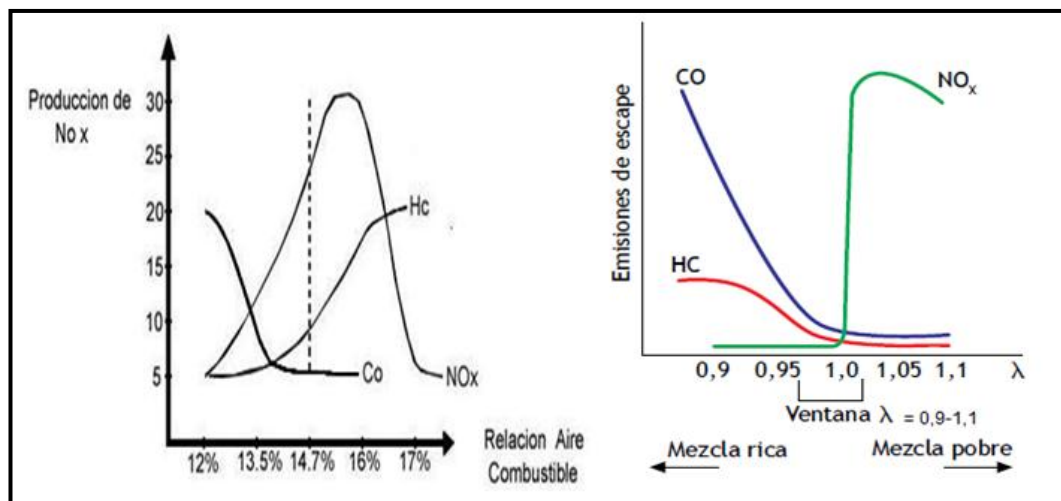 Produccion de
No x
30
25
20
15
10
5
Hc
Co
NOx
12% 13.5% 14.7% 16% 17%
Relacion Aire
Combustible
Emisiones de escape
CO
HC
NOx
0,9 0,95 1,0 1,05 1,1 λ
Ventana λ = 0,9-1,1
Mezcla rica
Mezcla pobre